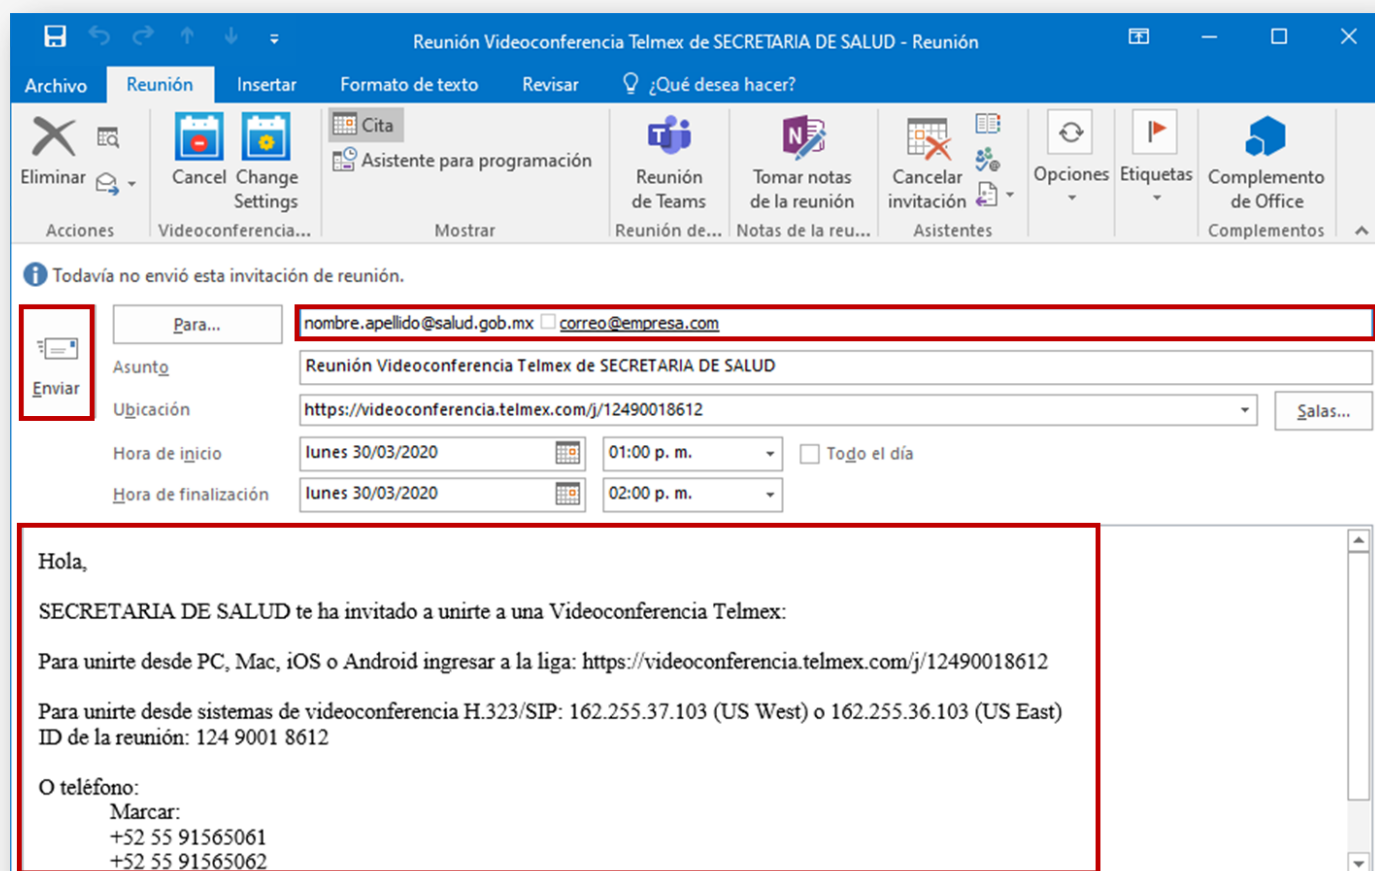 Reunión Videoconferencia Telmex de SECRETARIA DE SALUD - Reunión
Archivo Reunión Insertar Formato de texto Revisar ¿Qué desea hacer?
Eliminar
Acciones
Cancel Change Settings
Videoconferencia...
Cita
Asistente para programación
Mostrar
Reunión de Teams
Reunión de...
Tomar notas de la reunión
Notas de la reu...
Cancelar invitación
Asistentes
Opciones
Etiquetas
Complemento de Office
Complementos
Todavía no envió esta invitación de reunión.
Enviar
Para... nombre.apellido@salud.gob.mx correo@empresa.com
Asunto Reunión Videoconferencia Telmex de SECRETARIA DE SALUD
Ubicación https://videoconferencia.telmex.com/j/12490018612 Salas...
Hora de inicio lunes 30/03/2020 01:00 p. m. Todo el día
Hora de finalización lunes 30/03/2020 02:00 p. m.
Hola,
SECRETARIA DE SALUD te ha invitado a unirte a una Videoconferencia Telmex:
Para unirte desde PC, Mac, iOS o Android ingresar a la liga: https://videoconferencia.telmex.com/j/12490018612
Para unirte desde sistemas de videoconferencia H.323/SIP: 162.255.37.103 (US West) o 162.255.36.103 (US East)
ID de la reunión: 124 9001 8612
O teléfono:
Marcar:
+52 55 91565061
+52 55 91565062